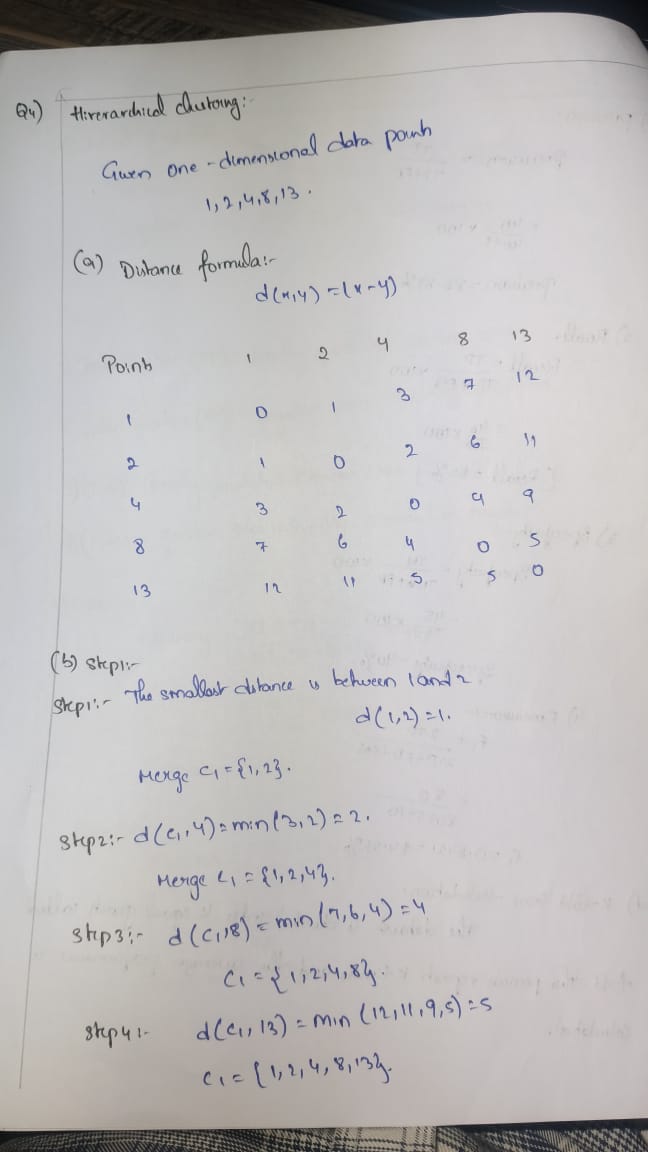 Q4) Hirerarchical clustering:-
Given one-dimensional data points
1,2,4,8,13.
(a) Distance formula:-
d(x,y) = (x-y)
Points 1 2 4 8 13
1 0 1 3 7 12
2 1 0 2 6 11
4 3 2 0 4 9
8 7 6 4 0 5
13 12 11 5 5 0
(b) Step1:-
Step1:- The smallest distance is between 1 and 2.
d(1,2) = 1.
Merge C1 = {1,2}.
Step2:- d(C1,4) = min(3,2) = 2.
Merge C1 = {1,2,4}.
Step3:- d(C1,8) = min(7,6,4) = 4
C1 = {1,2,4,8}.
Step4:- d(C1,13) = min(12,11,9,5) = 5
C1 = {1,2,4,8,13}.